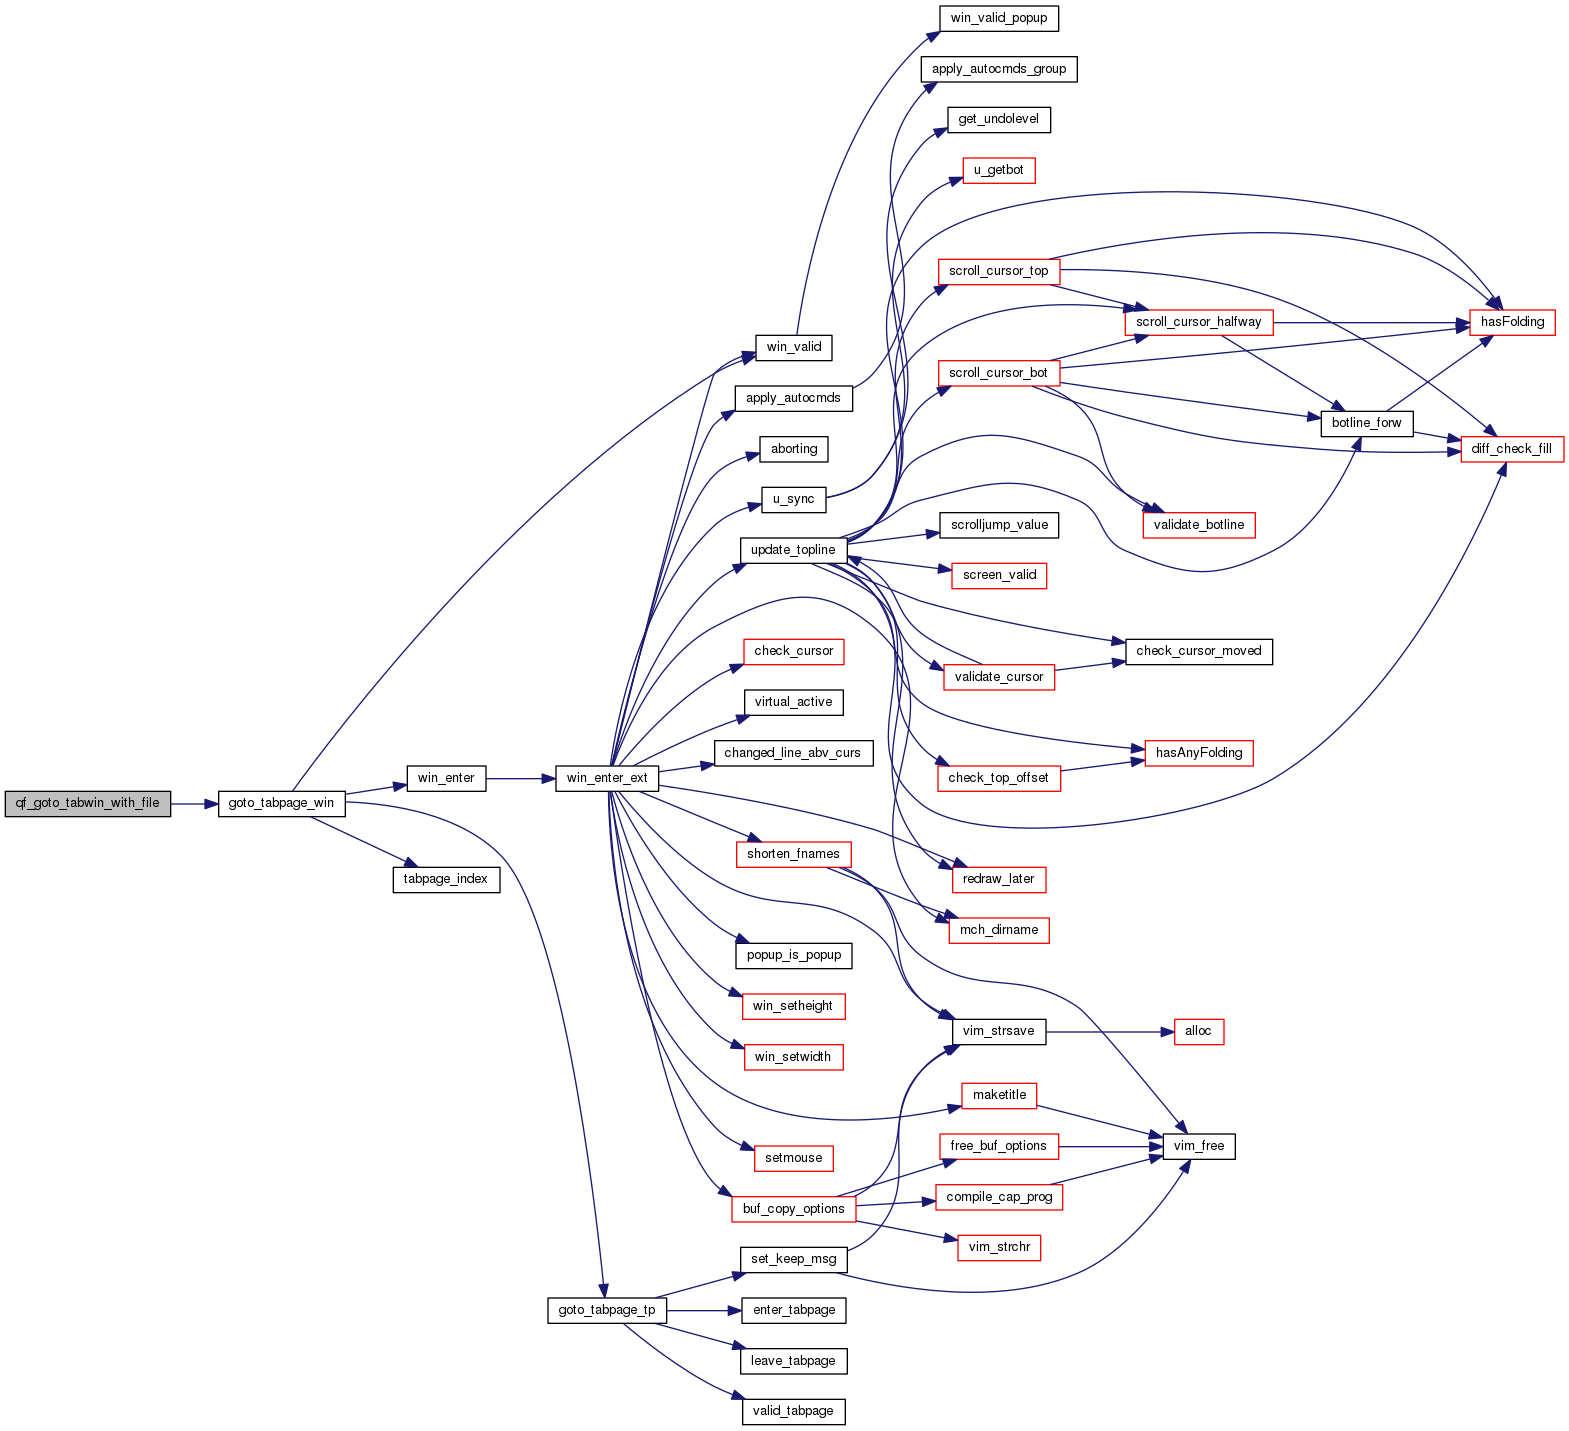 win_valid_popup
apply_autocmds_group
get_undolevel
u_getbot
scroll_cursor_top
scroll_cursor_halfway
hasFolding
win_valid
scroll_cursor_bot
apply_autocmds
botline_forw
aborting
diff_check_fill
u_sync
scrolljump_value
validate_botline
update_topline
screen_valid
check_cursor
check_cursor_moved
validate_cursor
virtual_active
changed_line_abv_curs
hasAnyFolding
win_enter
win_enter_ext
check_top_offset
qf_goto_tabwin_with_file
goto_tabpage_win
shorten_fnames
tabpage_index
redraw_later
mch_dirname
popup_is_popup
win_setheight
vim_strsave
alloc
win_setwidth
maketitle
free_buf_options
vim_free
setmouse
compile_cap_prog
buf_copy_options
vim_strchr
set_keep_msg
goto_tabpage_tp
enter_tabpage
leave_tabpage
valid_tabpage